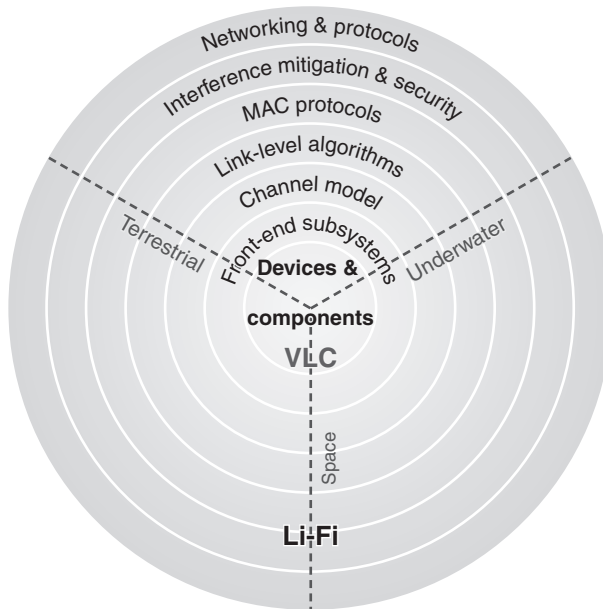 Networking & protocols
Interference mitigation & security
MAC protocols
Link-level algorithms
Channel model
Front-end subsystems
Terrestrial
Underwater
Devices &
components
VLC
Space
Li-Fi